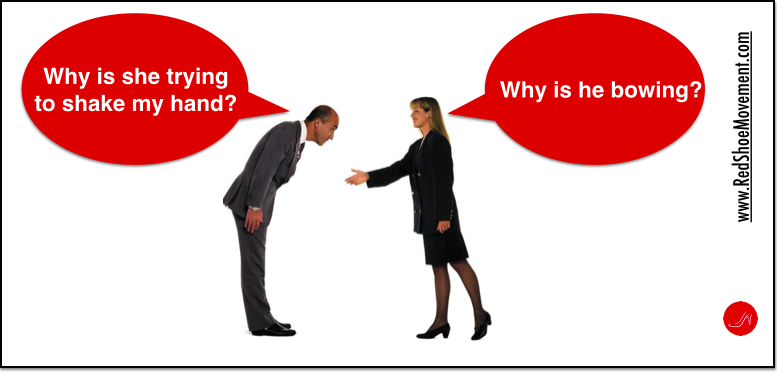 Why is she trying
to shake my hand?
Why is he bowing?
www.RedShoeMovement.com